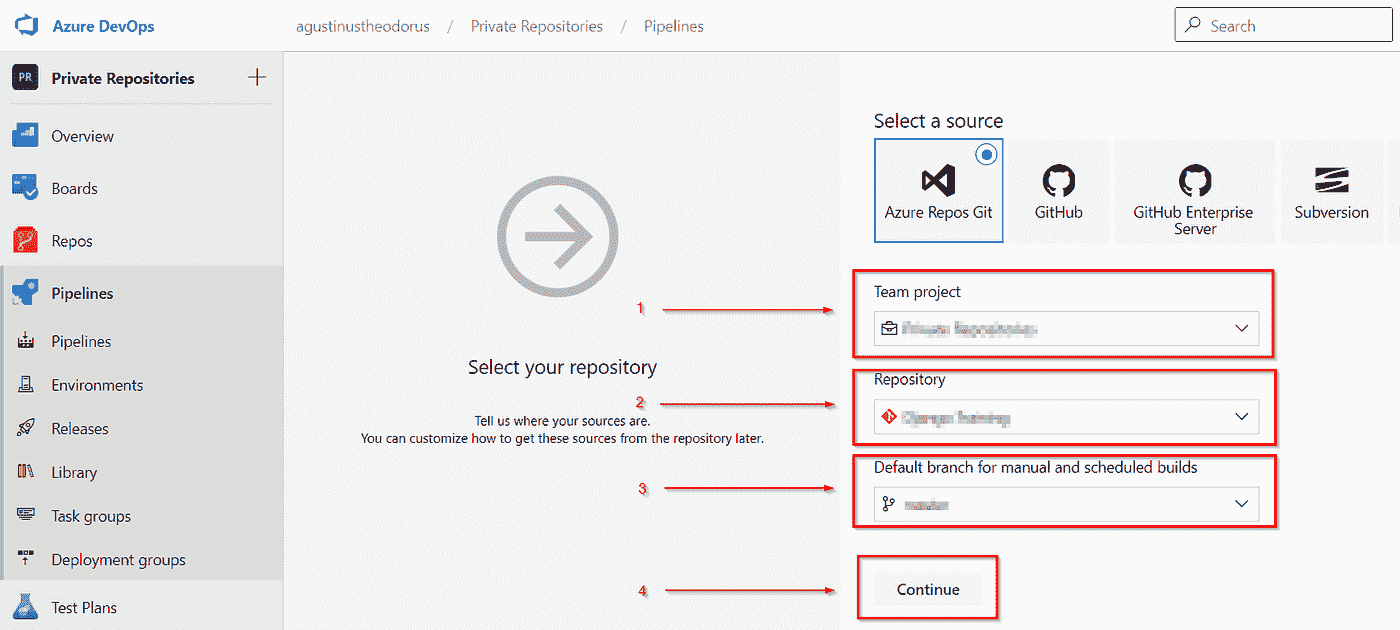 Azure DevOps
agustinustheodorus / Private Repositories / Pipelines
Search
PR Private Repositories
Overview
Boards
Repos
Pipelines
Pipelines
Environments
Releases
Library
Task groups
Deployment groups
Test Plans
Select your repository
Tell us where your sources are.
You can customize how to get these sources from the repository later.
Select a source
Azure Repos Git
GitHub
GitHub Enterprise
Server
Subversion
1
Team project
2
Repository
3
Default branch for manual and scheduled builds
4
Continue